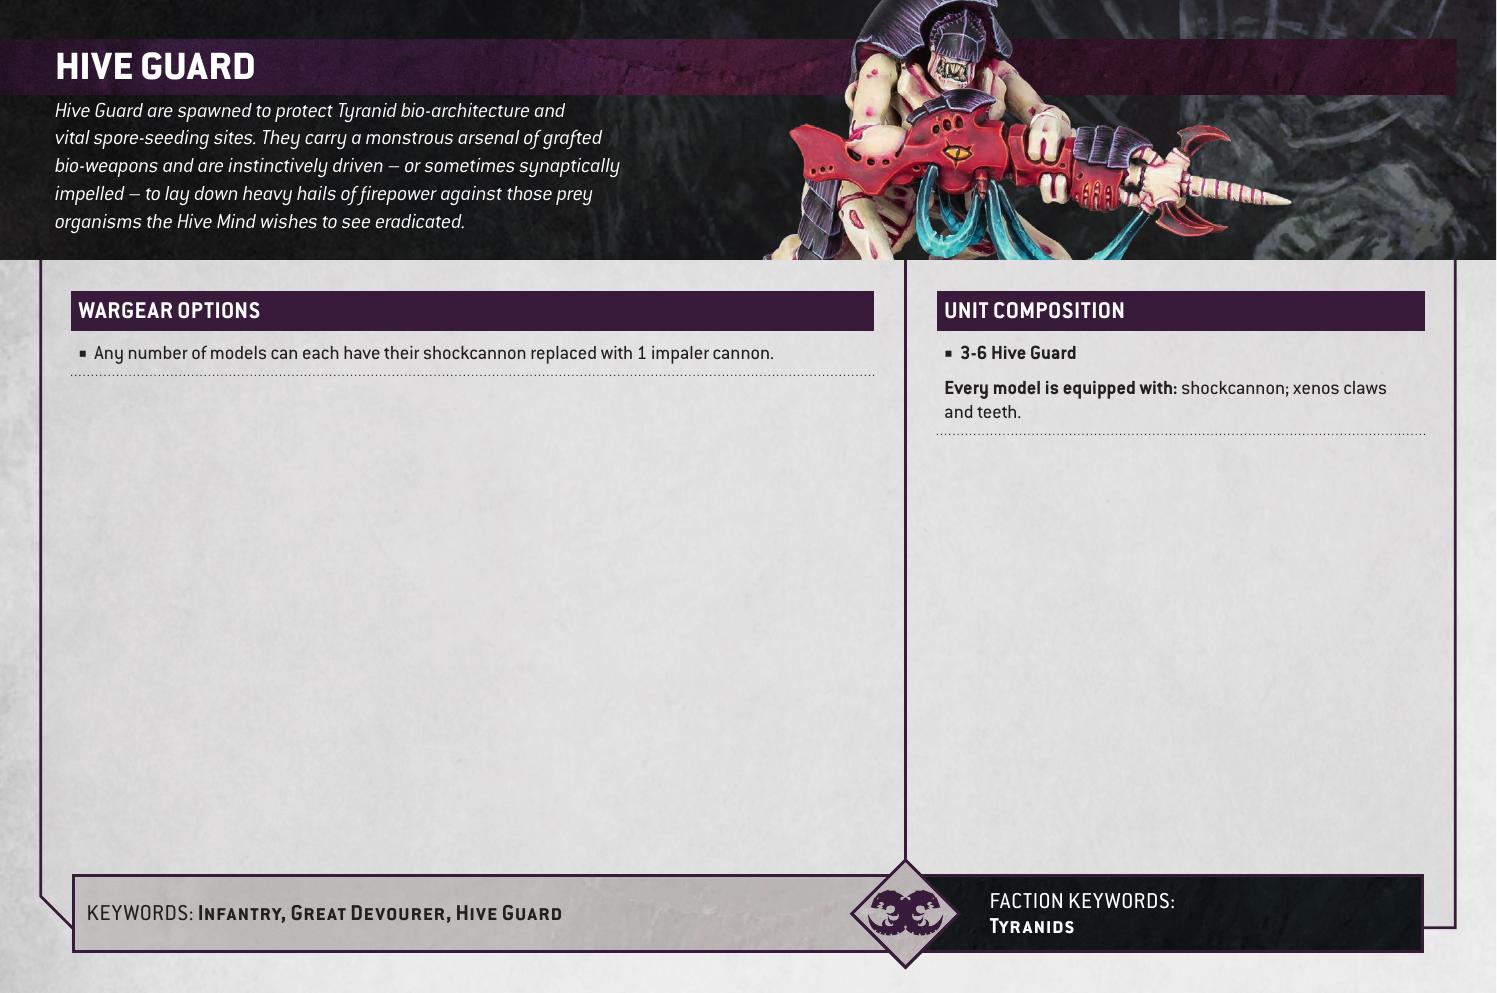 HIVE GUARD
Hive Guard are spawned to protect Tyranid bio-architecture and
vital spore-seeding sites. They carry a monstrous arsenal of grafted
bio-weapons and are instinctively driven – or sometimes synaptically
impelled – to lay down heavy hails of firepower against those prey
organisms the Hive Mind wishes to see eradicated.
WARGEAR OPTIONS
▪ Any number of models can each have their shockcannon replaced with 1 impaler cannon.
UNIT COMPOSITION
▪ 3-6 Hive Guard
Every model is equipped with: shockcannon; xenos claws
and teeth.
KEYWORDS: Infantry, Great Devourer, Hive Guard
FACTION KEYWORDS:
Tyranids